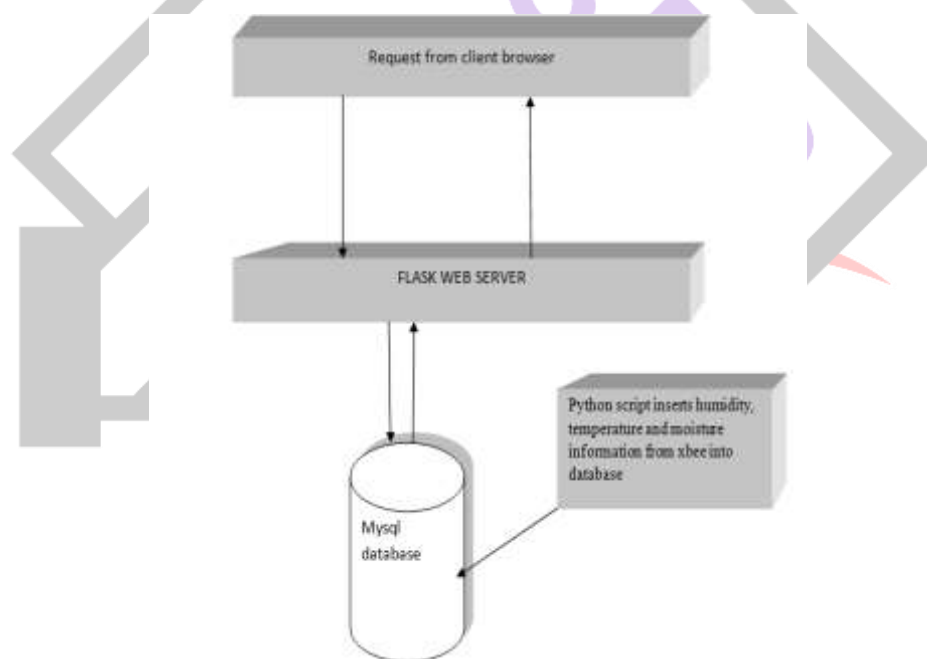 Request from client browser
FLASK WEB SERVER
Python script inserts humidity,
temperature and moisture
information from xbee into
database
Mysql
database